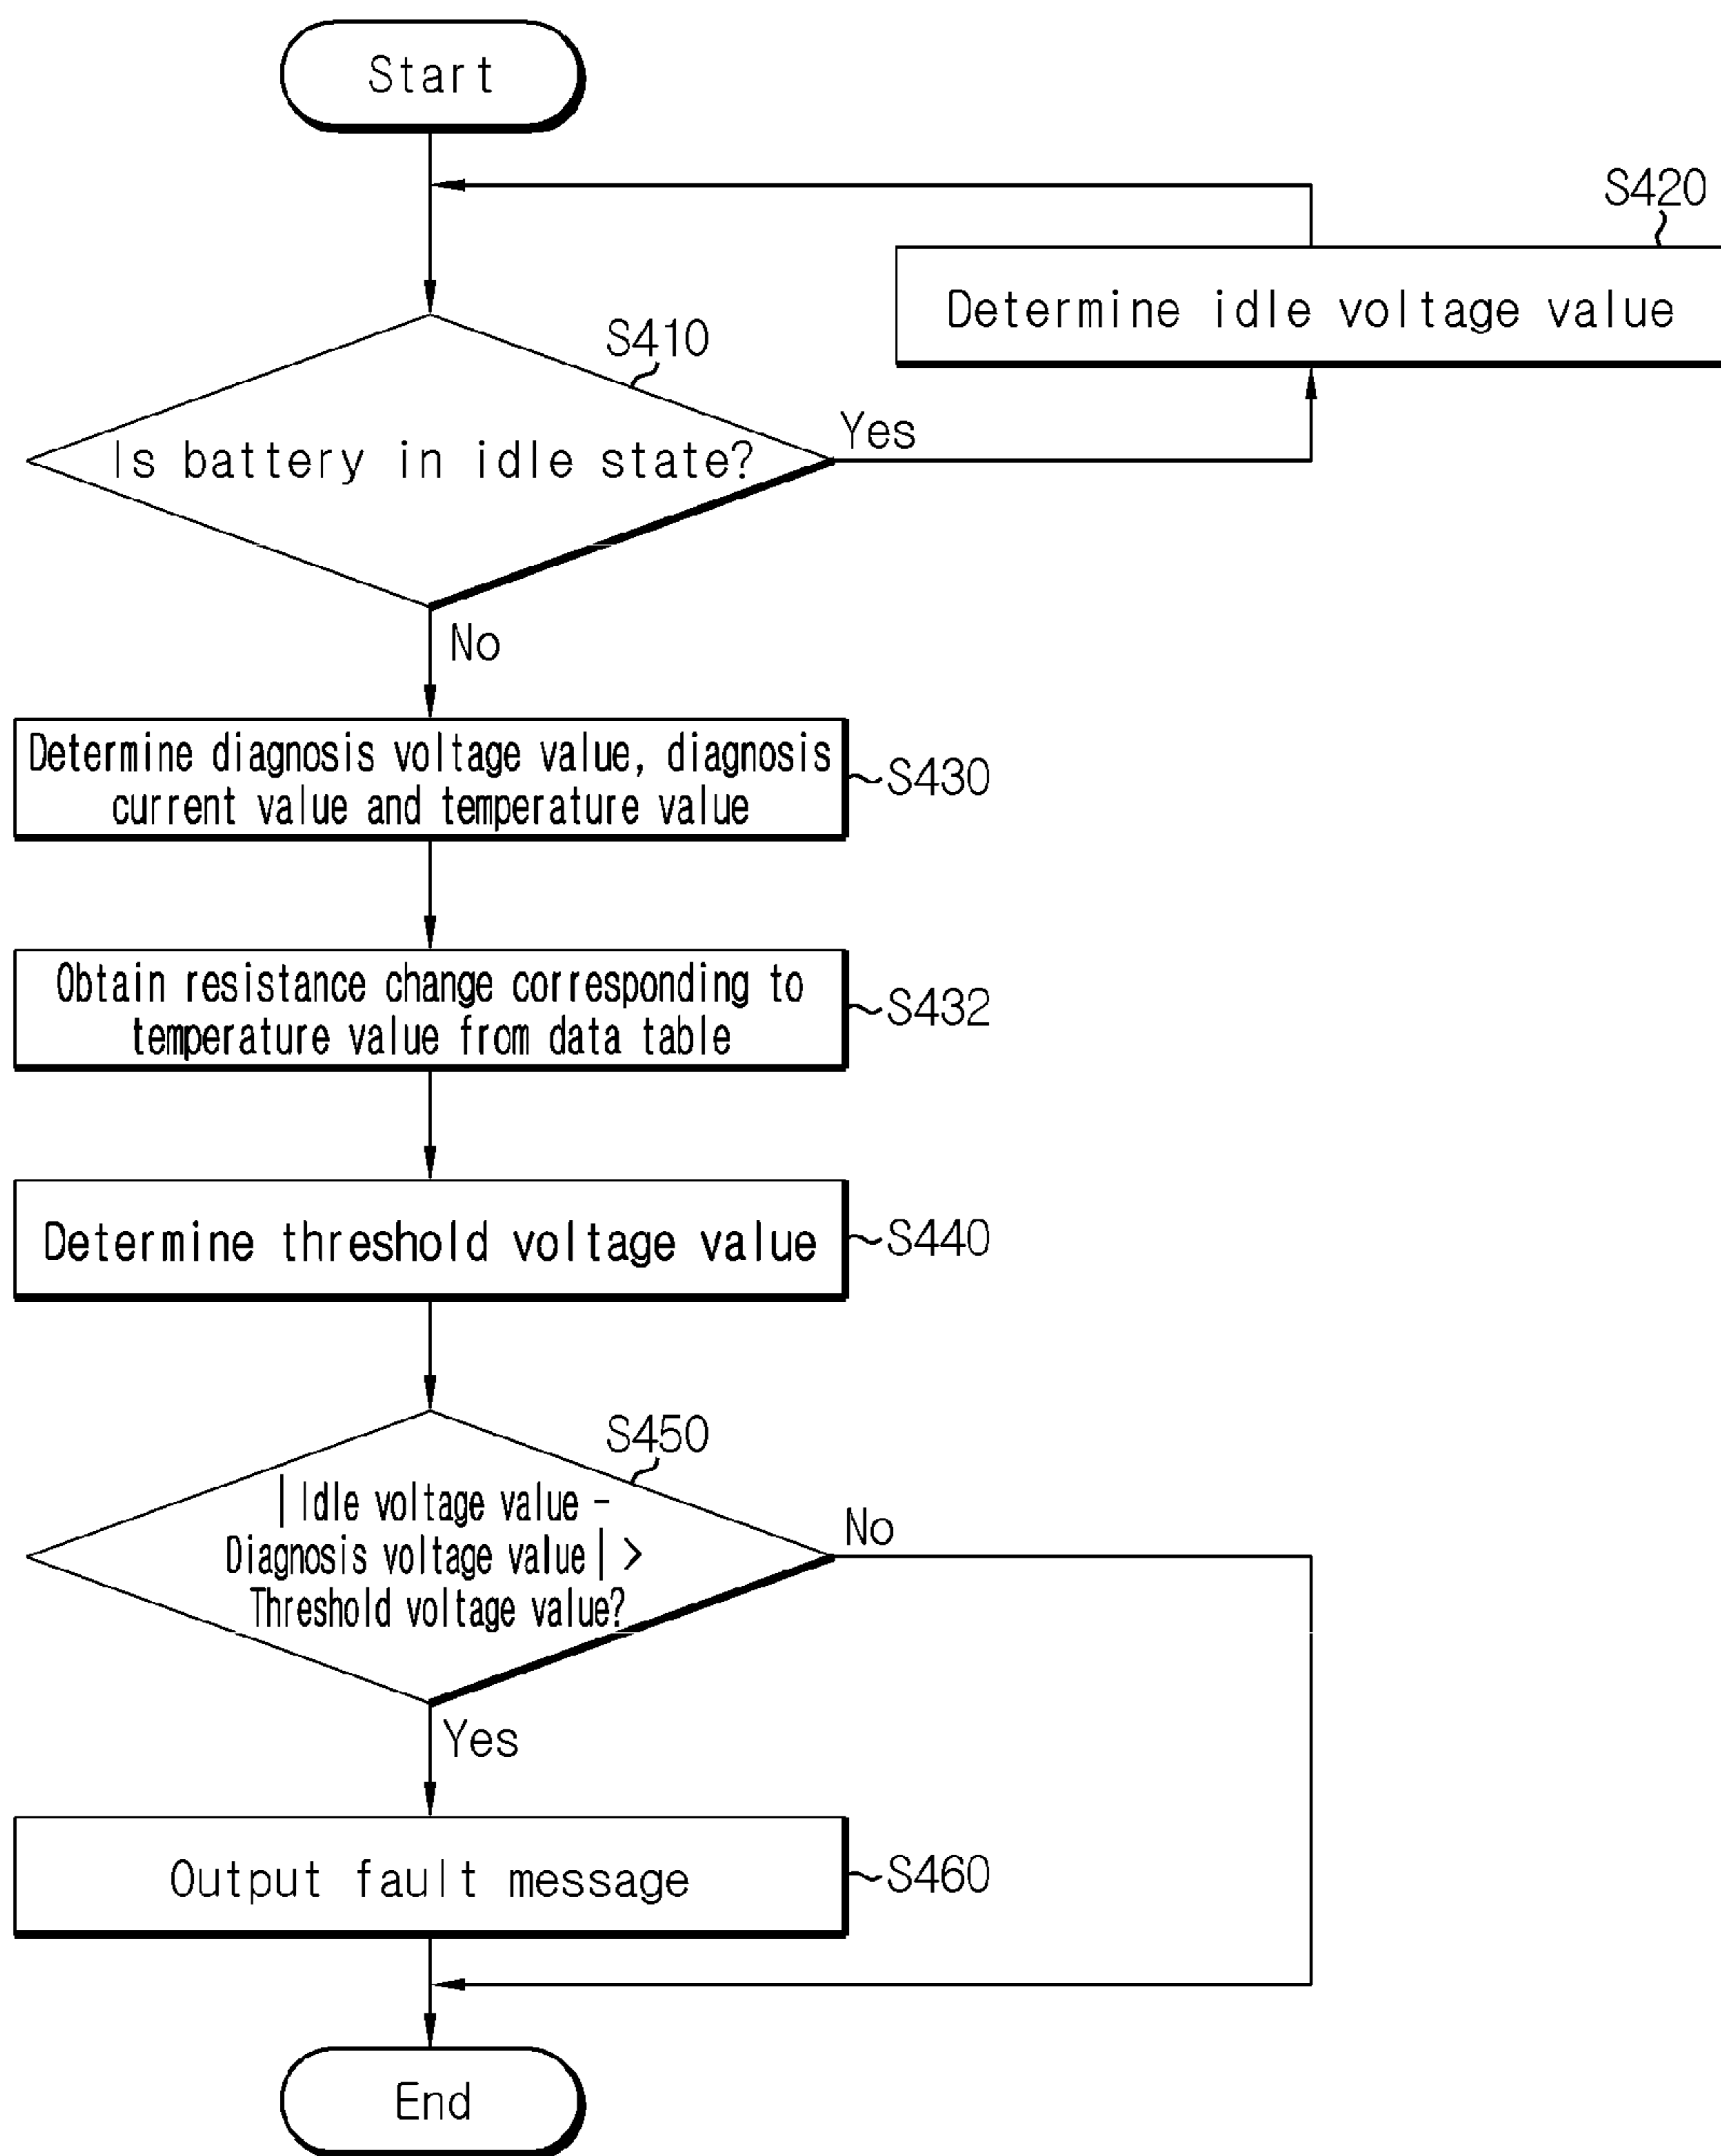 Start
S420
Determine idle voltage value
S410
Is battery in idle state?
Yes
No
Determine diagnosis voltage value, diagnosis
current value and temperature value
S430
Obtain resistance change corresponding to
temperature value from data table
S432
Determine threshold voltage value
S440
S450
| Idle voltage value -
Diagnosis voltage value | >
Threshold voltage value?
No
Yes
Output fault message
S460
End